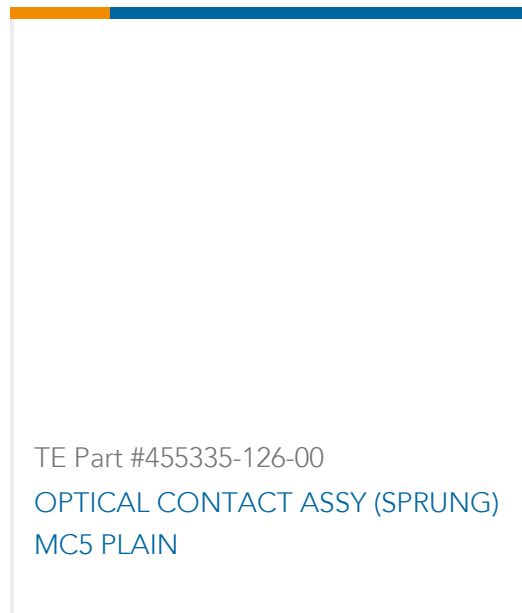 TE Part #455335-126-00
OPTICAL CONTACT ASSY (SPRUNG)
MC5 PLAIN